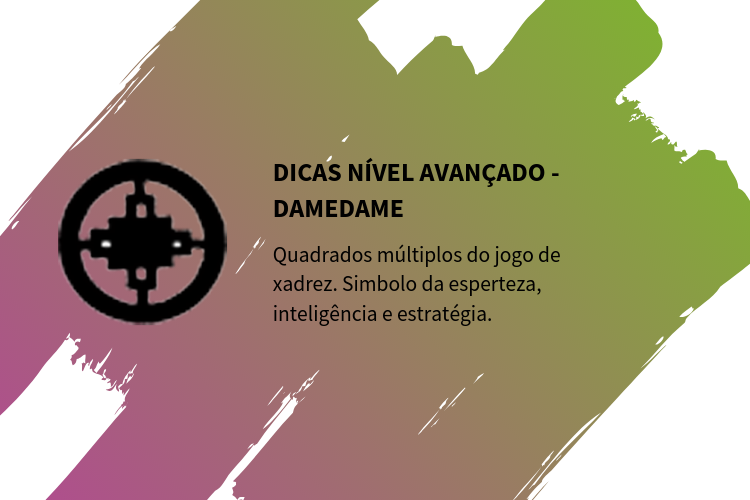 DICAS NÍVEL AVANÇADO -
DAMEDAME
Quadrados múltiplos do jogo de
xadrez. Simbolo da esperteza,
inteligência e estratégia.